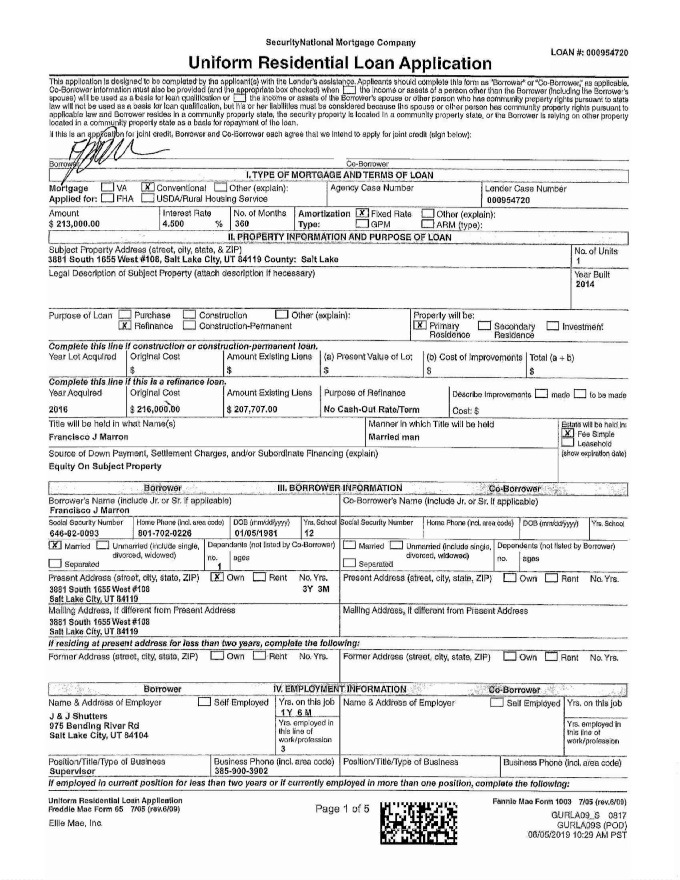 SecurityNational Mortgage Company
LOAN #: 000954720
Uniform Residential Loan Application
This application is designed to be completed by the applicant(s) with the Lender's assistance. Applicants should complete this form as "Borrower" or "Co-Borrower," as applicable.
Co-Borrower information must also be provided (and the appropriate box checked) when the income or assets of a person other than the Borrower (including the Borrower's
spouse) will be used as a basis for loan qualification or the income or assets of the Borrower's spouse or other person who has community property rights pursuant to state
law will not be used as a basis for loan qualification, but his or her liabilities must be considered because the spouse or other person has community property rights pursuant to
applicable law and Borrower resides in a community property state, the security property is located in a community property state, or the Borrower is relying on other property
located in a community property state as a basis for repayment of the loan.
If this is an application for joint credit, Borrower and Co-Borrower each agree that we intend to apply for joint credit (sign below):
Borrower Co-Borrower
I. TYPE OF MORTGAGE AND TERMS OF LOAN
Mortgage VA X Conventional Other (explain): Agency Case Number Lender Case Number
Applied for: FHA USDA/Rural Housing Service 000954720
Amount Interest Rate No. of Months Amortization X Fixed Rate Other (explain):
$ 213,000.00 4.500 % 360 Type: GPM ARM (type):
II. PROPERTY INFORMATION AND PURPOSE OF LOAN
Subject Property Address (street, city, state, & ZIP) No. of Units
3881 South 1655 West #108, Salt Lake City, UT 84119 County: Salt Lake 1
Legal Description of Subject Property (attach description if necessary) Year Built
2014
Purpose of Loan Purchase Construction Other (explain): Property will be:
X Refinance Construction-Permanent X Primary Residence Secondary Residence Investment
Complete this line if construction or construction-permanent loan.
Year Lot Acquired Original Cost Amount Existing Liens (a) Present Value of Lot (b) Cost of Improvements Total (a + b)
$ $ $ $ $
Complete this line if this is a refinance loan.
Year Acquired Original Cost Amount Existing Liens Purpose of Refinance Describe Improvements made to be made
2016 $ 216,000.00 $ 207,707.00 No Cash-Out Rate/Term Cost: $
Title will be held in what Name(s) Manner in which Title will be held Estate will be held in:
Francisco J Marron Married man X Fee Simple
Leasehold
Source of Down Payment, Settlement Charges, and/or Subordinate Financing (explain) (show expiration date)
Equity On Subject Property
Borrower III. BORROWER INFORMATION Co-Borrower
Borrower's Name (include Jr. or Sr. if applicable) Co-Borrower's Name (include Jr. or Sr. if applicable)
Francisco J Marron
Social Security Number Home Phone (incl. area code) DOB (mm/dd/yyyy) Yrs. School Social Security Number Home Phone (incl. area code) DOB (mm/dd/yyyy) Yrs. School
646-82-0093 801-702-0226 01/05/1981 12
X Married Unmarried (include single, divorced, widowed) Dependents (not listed by Co-Borrower) Married Unmarried (include single, divorced, widowed) Dependents (not listed by Borrower)
Separated no. 1 ages Separated no. ages
Present Address (street, city, state, ZIP) X Own Rent No. Yrs. Present Address (street, city, state, ZIP) Own Rent No. Yrs.
3881 South 1655 West #108 3Y 3M
Salt Lake City, UT 84119
Mailing Address, if different from Present Address Mailing Address, if different from Present Address
3881 South 1655 West #108
Salt Lake City, UT 84119
If residing at present address for less than two years, complete the following:
Former Address (street, city, state, ZIP) Own Rent No. Yrs. Former Address (street, city, state, ZIP) Own Rent No. Yrs.
Borrower IV. EMPLOYMENT INFORMATION Co-Borrower
Name & Address of Employer Self Employed Yrs. on this job Name & Address of Employer Self Employed Yrs. on this job
J & J Shutters 1Y 6M
975 Bending River Rd Yrs. employed in this line of work/profession Yrs. employed in this line of work/profession
Salt Lake City, UT 84104 3
Position/Title/Type of Business Business Phone (incl. area code) Position/Title/Type of Business Business Phone (incl. area code)
Supervisor 385-900-3902
If employed in current position for less than two years or if currently employed in more than one position, complete the following:
Uniform Residential Loan Application Fannie Mae Form 1003 7/05 (rev.6/09)
Freddie Mac Form 65 7/05 (rev.6/09) Page 1 of 5
GURLA09_S 0817
Ellie Mae, Inc. GURLA09S (POD)
06/05/2019 10:29 AM PST